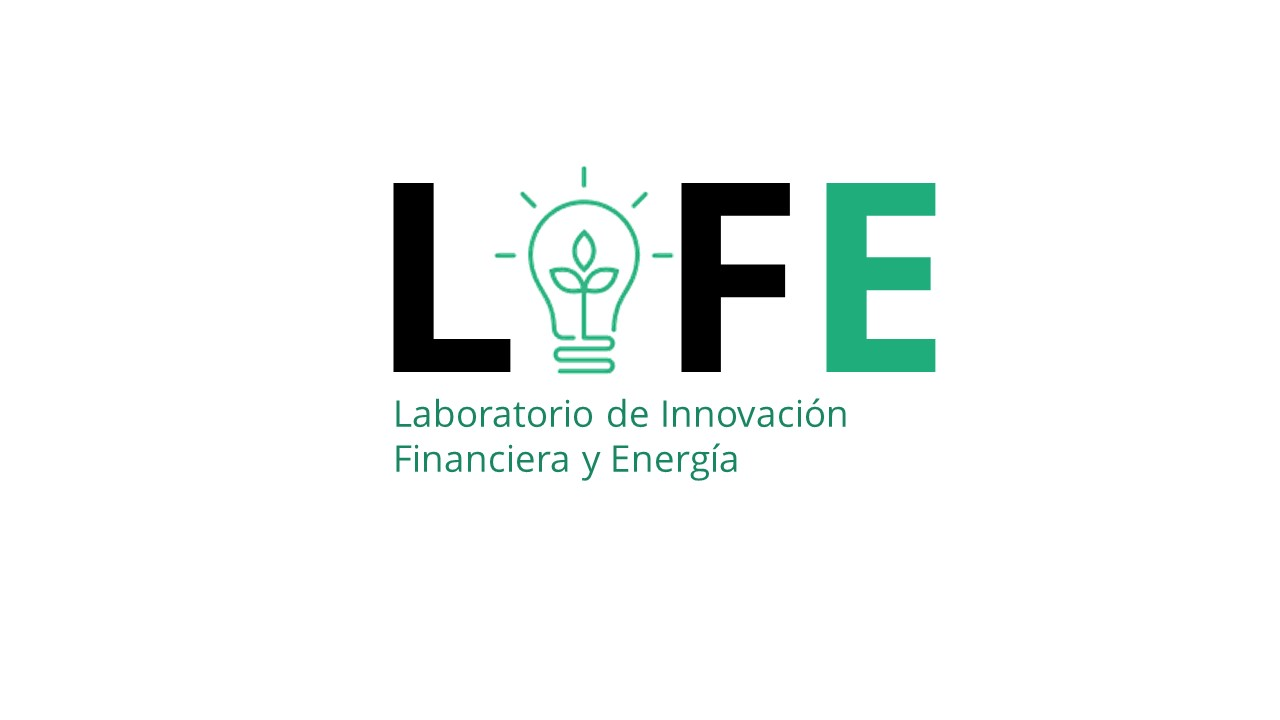 LIFE
Laboratorio de Innovación
Financiera y Energía